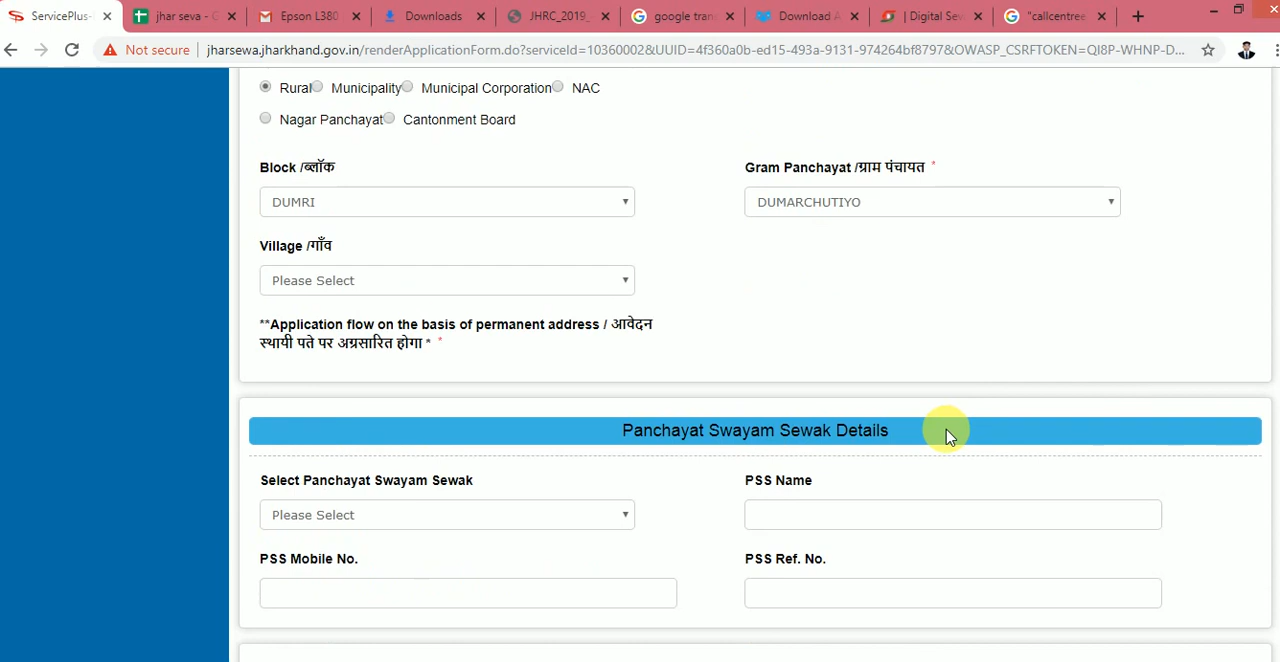 ServicePlus-
jhar seva - G
Epson L380
Downloads
JHRC_2019_
google tran
Download A
| Digital Sev
"callcentree
Not secure
jharsewa.jharkhand.gov.in/renderApplicationForm.do?serviceId=10360002&UUID=4f360a0b-ed15-493a-9131-974264bf8797&OWASP_CSRFTOKEN=QI8P-WHNP-D...
Rural Municipality Municipal Corporation NAC
Nagar Panchayat Cantonment Board
Block /ब्लॉक
Gram Panchayat /ग्राम पंचायत *
DUMRI
DUMARCHUTIYO
Village /गाँव
Please Select
**Application flow on the basis of permanent address / आवेदन
स्थायी पते पर अग्रसारित होगा * *
Panchayat Swayam Sewak Details
Select Panchayat Swayam Sewak
PSS Name
Please Select
PSS Mobile No.
PSS Ref. No.